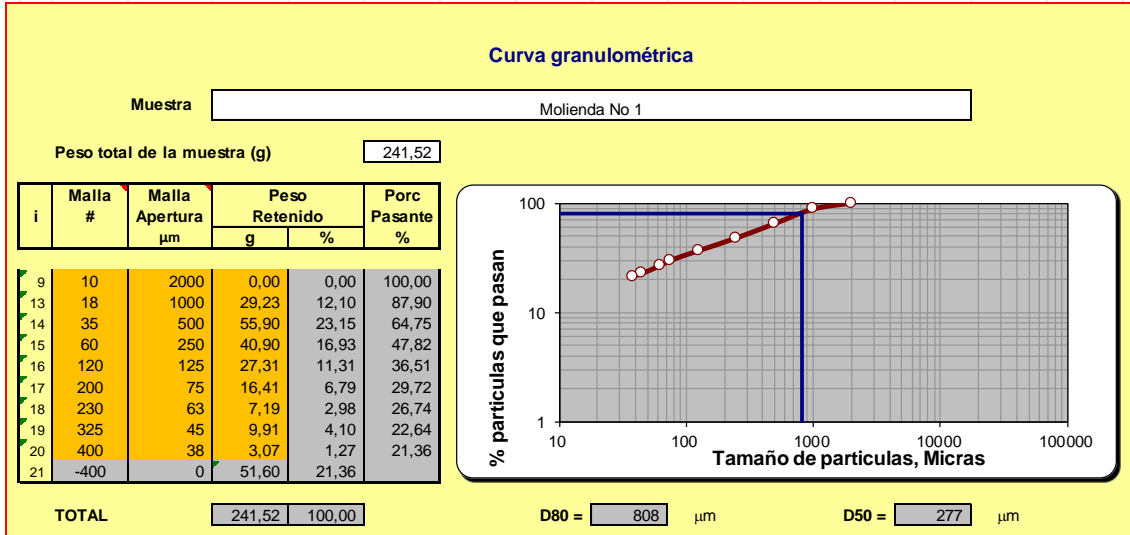 Curva granulométrica
Muestra Molienda No 1
Peso total de la muestra (g) 241,52
i Malla # Malla Apertura µm Peso Retenido g % Porc Pasante %
9 10 2000 0,00 0,00 100,00
13 18 1000 29,23 12,10 87,90
14 35 500 55,90 23,15 64,75
15 60 250 40,90 16,93 47,82
16 120 125 27,31 11,31 36,51
17 200 75 16,41 6,79 29,72
18 230 63 7,19 2,98 26,74
19 325 45 9,91 4,10 22,64
20 400 38 3,07 1,27 21,36
21 -400 0 51,60 21,36
TOTAL 241,52 100,00
% particulas que pasan
100
10
1
10 100 1000 10000 100000
Tamaño de particulas, Micras
D80 = 808 µm D50 = 277 µm